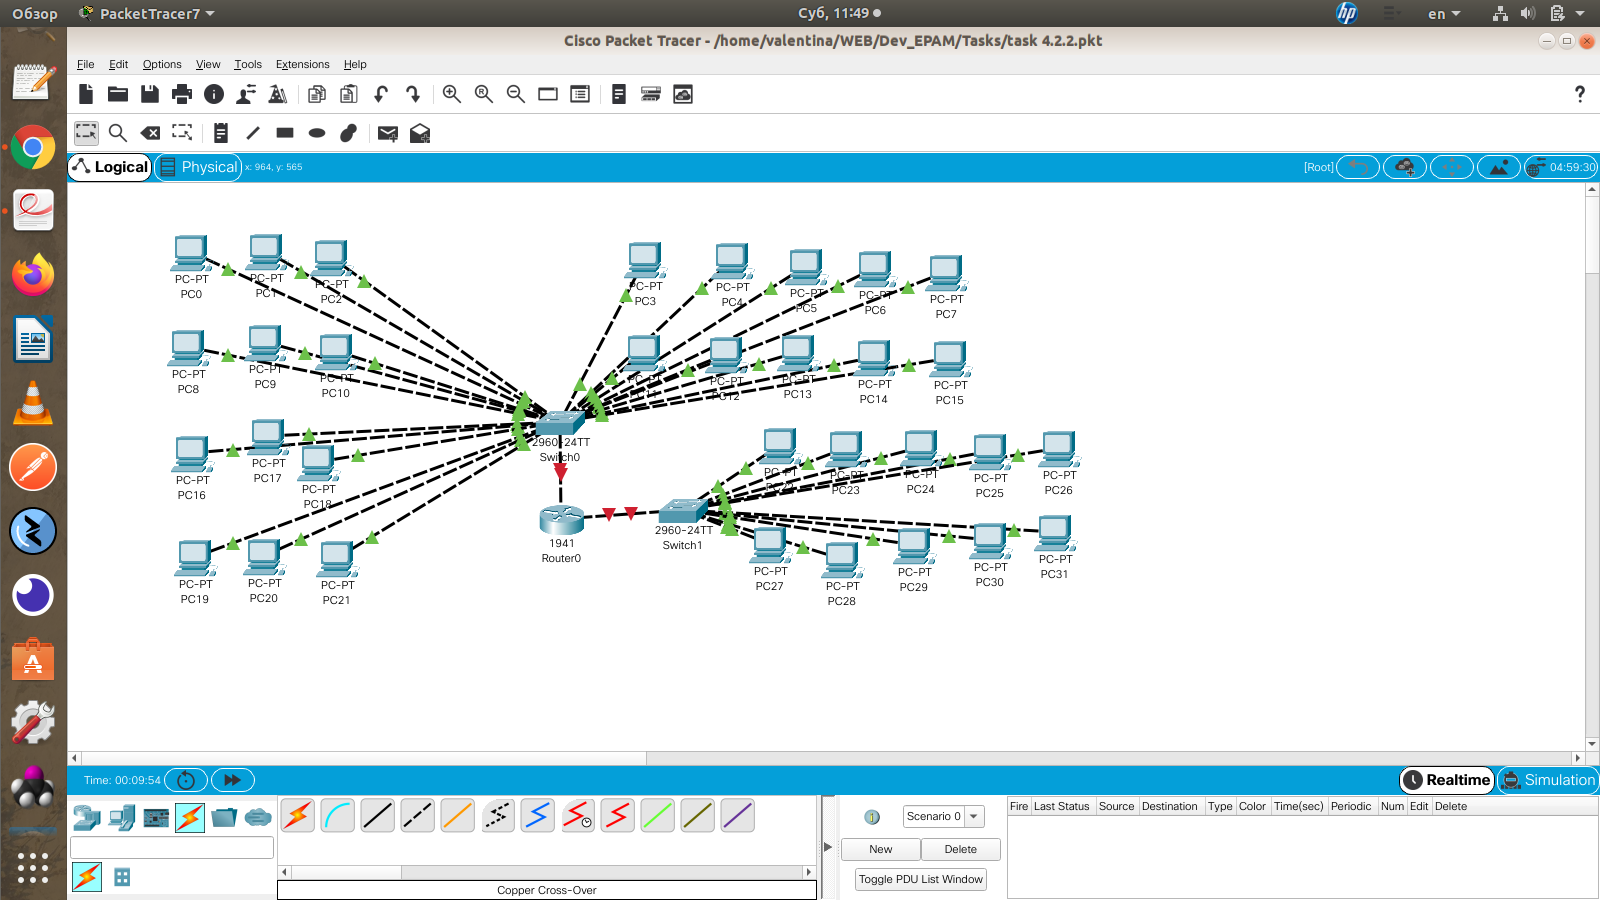 Обзор
PacketTracer7
Суб, 11:49
en
Cisco Packet Tracer - /home/valentina/WEB/Dev_EPAM/Tasks/task 4.2.2.pkt
File Edit Options View Tools Extensions Help
?
Logical
Physical
x: 964, y: 565
[Root]
04:59:30
PC-PT
PC0
PC-PT
PC1
PC-PT
PC2
PC-PT
PC3
PC-PT
PC4
PC-PT
PC5
PC-PT
PC6
PC-PT
PC7
PC-PT
PC8
PC-PT
PC9
PC-PT
PC10
PC-PT
PC11
PC-PT
PC12
PC-PT
PC13
PC-PT
PC14
PC-PT
PC15
2960-24TT
Switch0
PC-PT
PC16
PC-PT
PC17
PC-PT
PC18
PC-PT
PC22
PC-PT
PC23
PC-PT
PC24
PC-PT
PC25
PC-PT
PC26
1941
Router0
2960-24TT
Switch1
PC-PT
PC19
PC-PT
PC20
PC-PT
PC21
PC-PT
PC27
PC-PT
PC28
PC-PT
PC29
PC-PT
PC30
PC-PT
PC31
Time: 00:09:54
Realtime
Simulation
Scenario 0
New
Delete
Toggle PDU List Window
Fire Last Status Source Destination Type Color Time(sec) Periodic Num Edit Delete
Copper Cross-Over